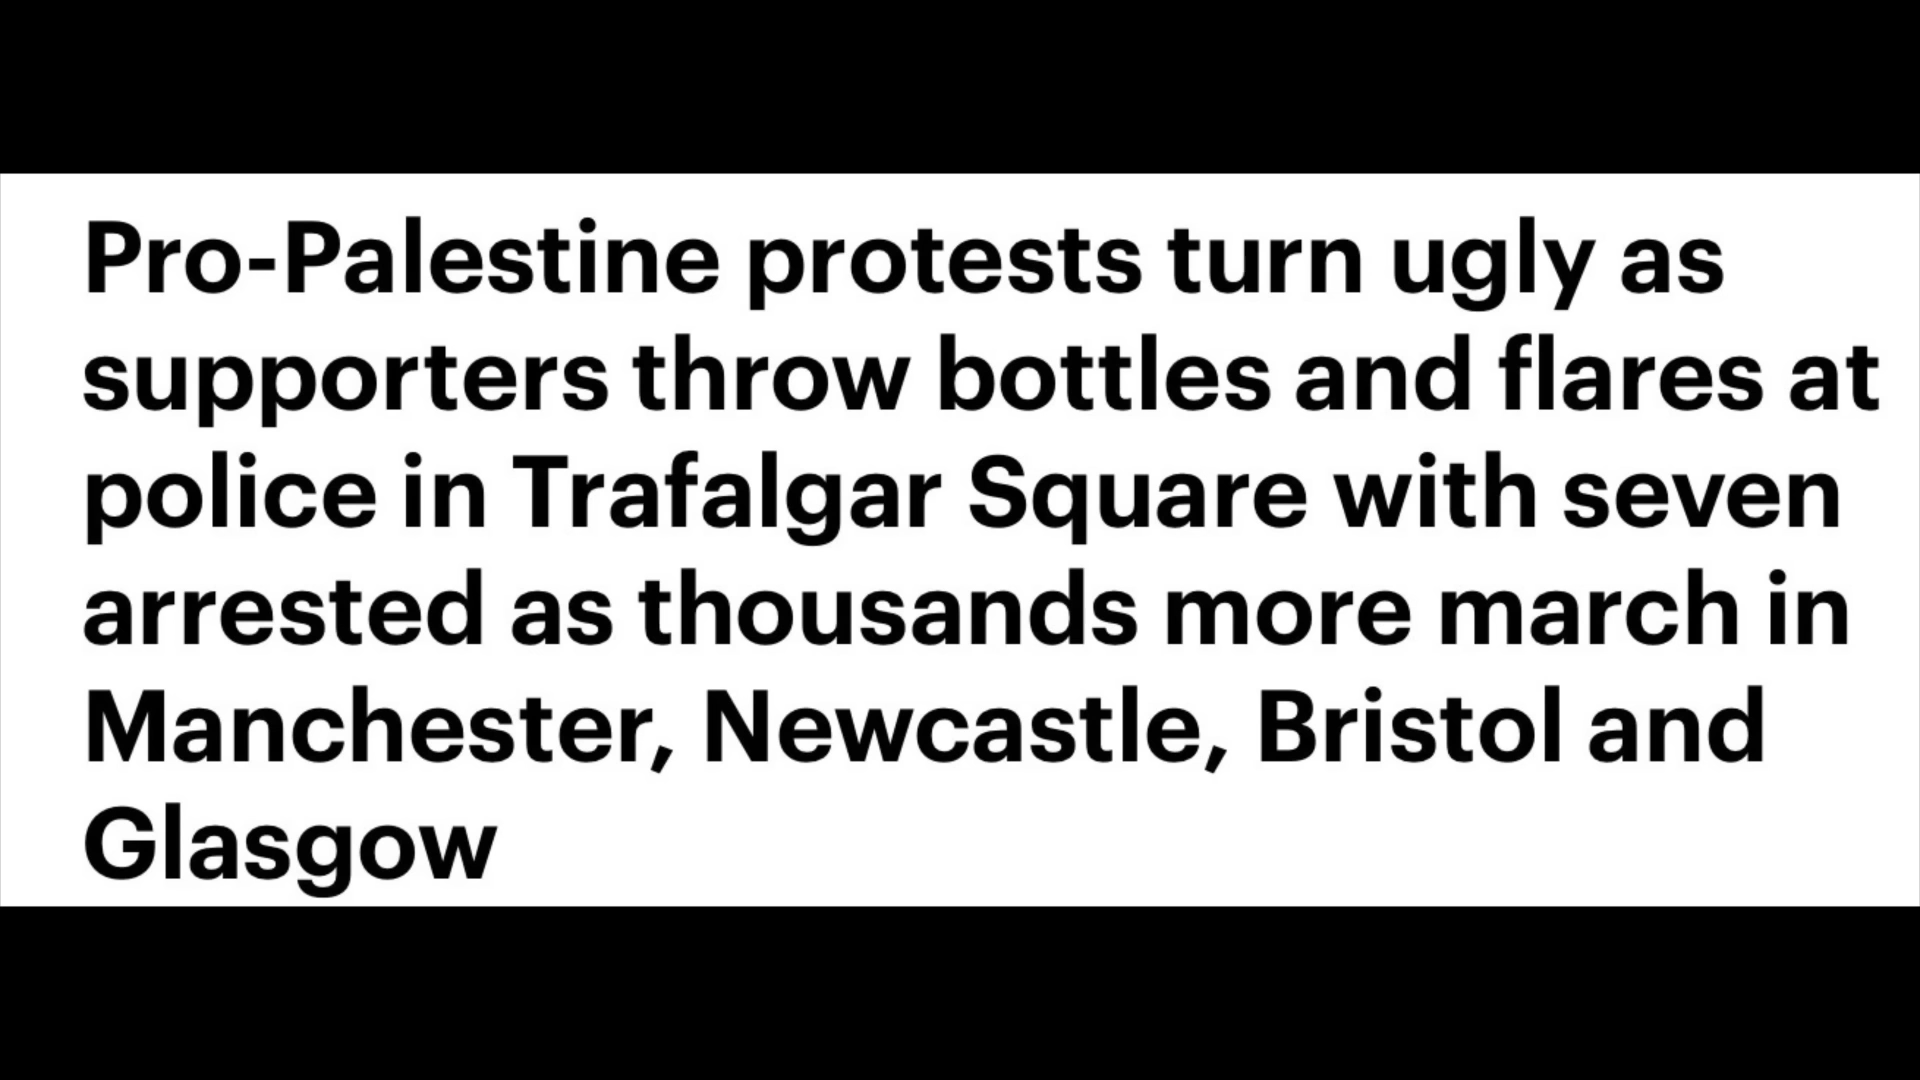 Pro-Palestine protests turn ugly as
supporters throw bottles and flares at
police in Trafalgar Square with seven
arrested as thousands more march in
Manchester, Newcastle, Bristol and
Glasgow